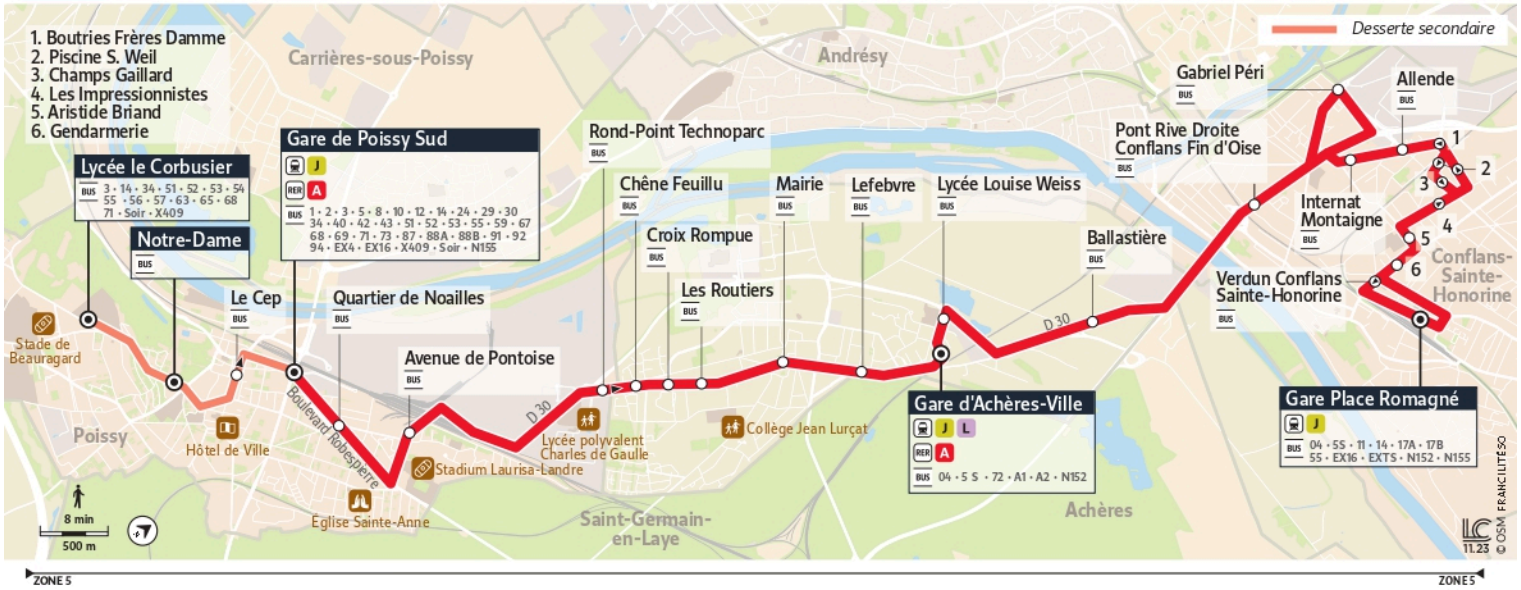 Desserte secondaire
1. Boutries Frères Damme
2. Piscine S. Weil
3. Champs Gaillard
4. Les Impressionnistes
5. Aristide Briand
6. Gendarmerie
Carrières-sous-Poissy
Andrésy
Gabriel Péri
BUS
Allende
BUS
Lycée le Corbusier
BUS
3 • 14 • 34 • 51 • 52 • 53 • 54
55 • 56 • 57 • 63 • 65 • 68
71 • Soir • X409
Gare de Poissy Sud
J
RER A
BUS
1 • 2 • 3 • 5 • 8 • 10 • 12 • 14 • 24 • 29 • 30
34 • 40 • 42 • 43 • 51 • 52 • 53 • 55 • 59 • 67
68 • 69 • 71 • 73 • 87 • 88A • 88B • 91 • 92
94 • EX4 • EX16 • X409 • Soir • N155
Notre-Dame
BUS
Rond-Point Technoparc
BUS
Pont Rive Droite
Conflans Fin d'Oise
BUS
1
2
3
4
5
6
Chêne Feuillu
BUS
Mairie
BUS
Lefebvre
BUS
Lycée Louise Weiss
BUS
Internat
Montaigne
BUS
Croix Rompue
BUS
Ballastière
BUS
Conflans-
Sainte-
Honorine
Le Cep
BUS
Quartier de Noailles
BUS
Les Routiers
BUS
Verdun Conflans
Sainte-Honorine
BUS
Stade de
Beauregard
Avenue de Pontoise
BUS
D 30
D 30
Boulevard Robespierre
Gare d'Achères-Ville
J L
RER A
BUS
04 • 5 S • 72 • A1 • A2 • N152
Gare Place Romagné
J
BUS
04 • 5S • 11 • 14 • 17A • 17B
55 • EX16 • EXTS • N152 • N155
Poissy
Hôtel de Ville
Lycée polyvalent
Charles de Gaulle
Collège Jean Lurçat
Stadium Laurisa-Landre
Église Sainte-Anne
Saint-Germain-
en-Laye
Achères
8 min
500 m
LC
11.23
© OSM FRANCILITÉ SO
ZONE 5
ZONE 5